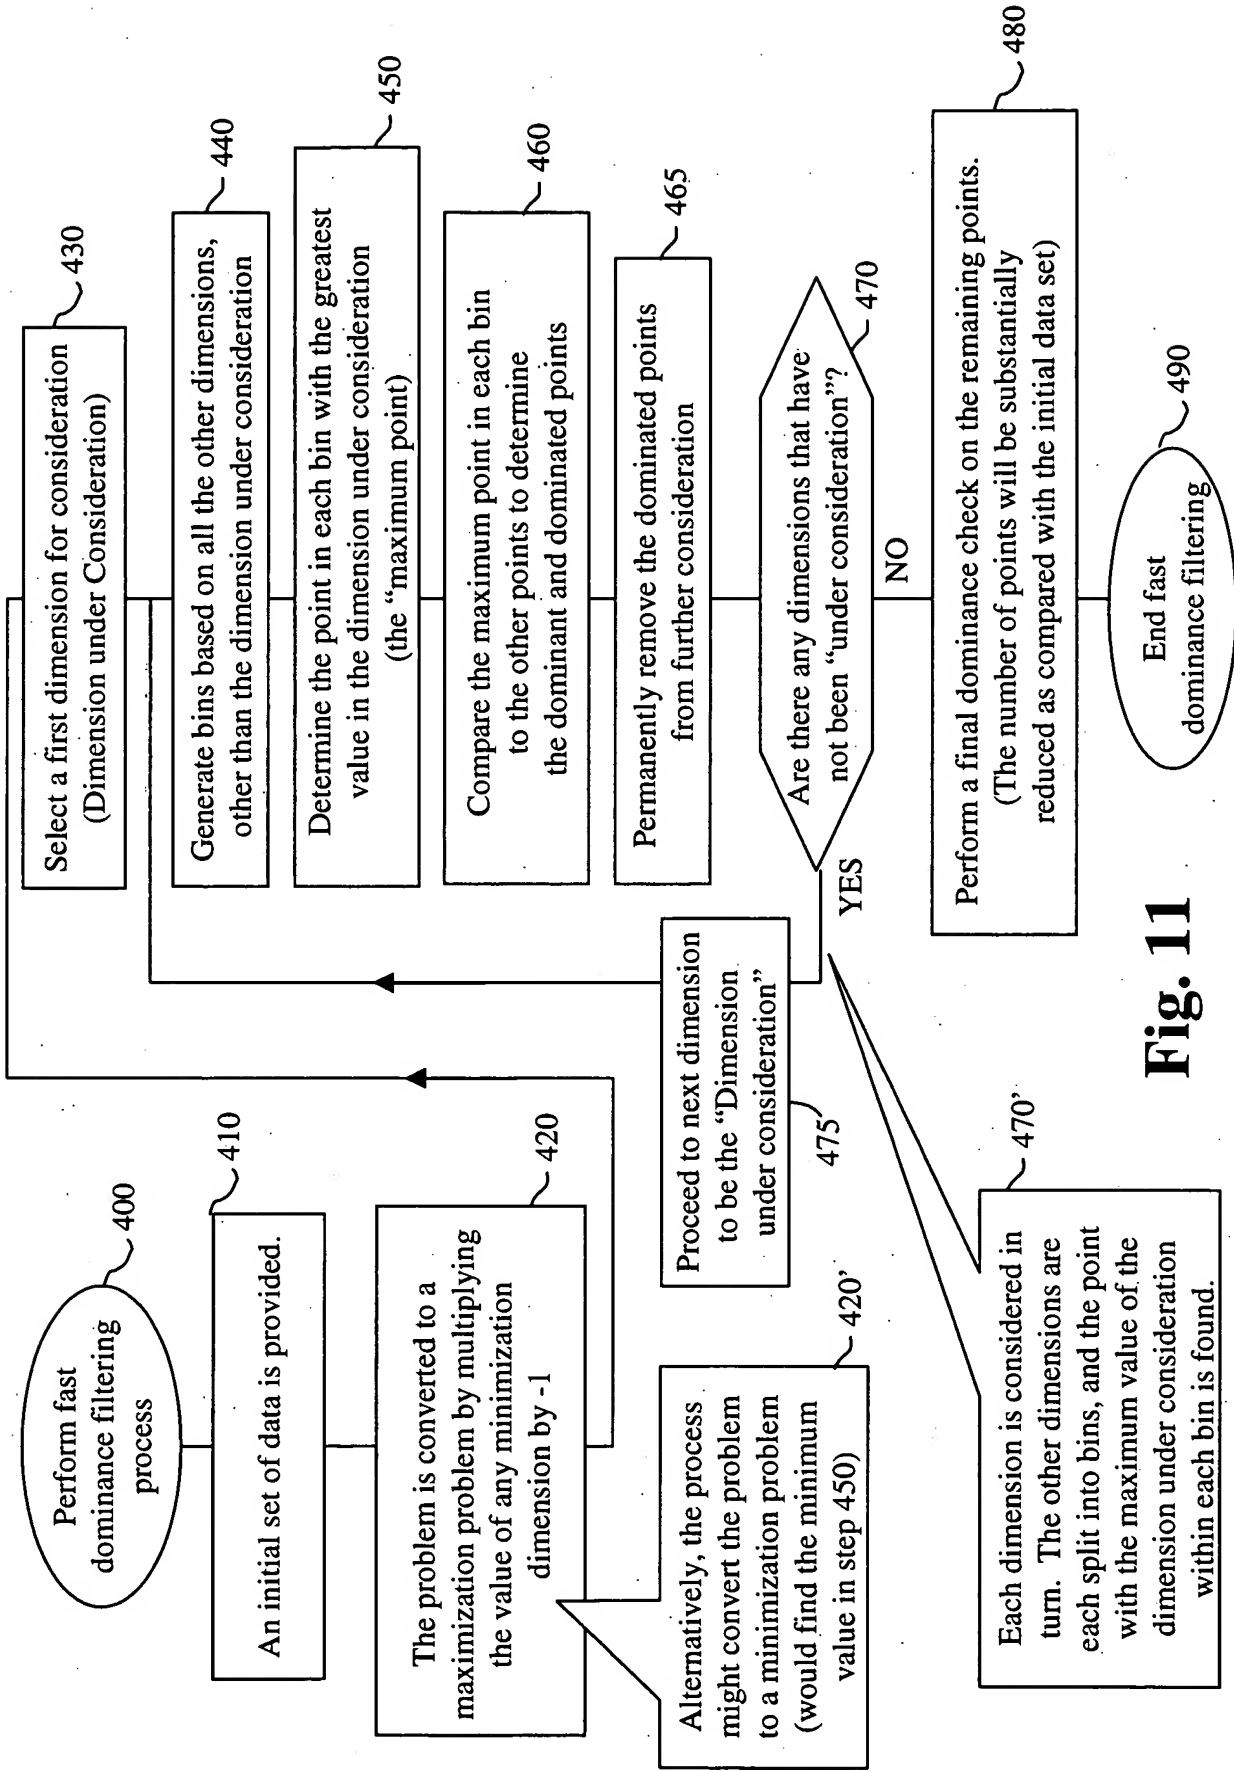 Perform fast
dominance filtering
process
400
An initial set of data is provided.
410
The problem is converted to a
maximization problem by multiplying
the value of any minimization
dimension by -1
420
Alternatively, the process
might convert the problem
to a minimization problem
(would find the minimum
value in step 450)
420’
Select a first dimension for consideration
(Dimension under Consideration)
430
Generate bins based on all the other dimensions,
other than the dimension under consideration
440
Determine the point in each bin with the greatest
value in the dimension under consideration
(the “maximum point)
450
Compare the maximum point in each bin
to the other points to determine
the dominant and dominated points
460
Permanently remove the dominated points
from further consideration
465
Are there any dimensions that have
not been “under consideration”?
470
YES
NO
Proceed to next dimension
to be the “Dimension
under consideration”
475
Each dimension is considered in
turn. The other dimensions are
each split into bins, and the point
with the maximum value of the
dimension under consideration
within each bin is found.
470’
Perform a final dominance check on the remaining points.
(The number of points will be substantially
reduced as compared with the initial data set)
480
End fast
dominance filtering
490
Fig. 11